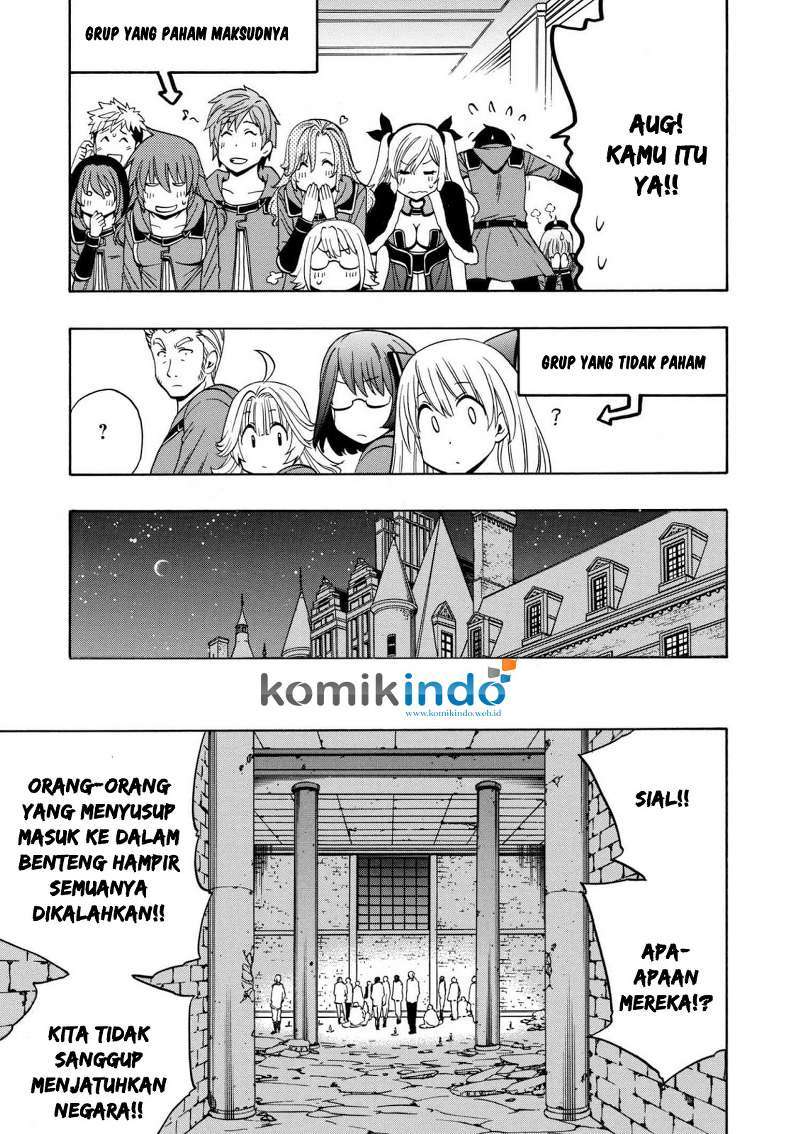 GRUP YANG PAHAM MAKSUDNYA
AUG!
KAMU ITU
YA!!
GRUP YANG TIDAK PAHAM
?
?
komikindo
www.komikindo.web.id
SIAL!!
APA-
APAAN
MEREKA!?
ORANG-ORANG
YANG MENYUSUP
MASUK KE DALAM
BENTENG HAMPIR
SEMUANYA
DIKALAHKAN!!
KITA TIDAK
SANGGUP
MENJATUHKAN
NEGARA!!